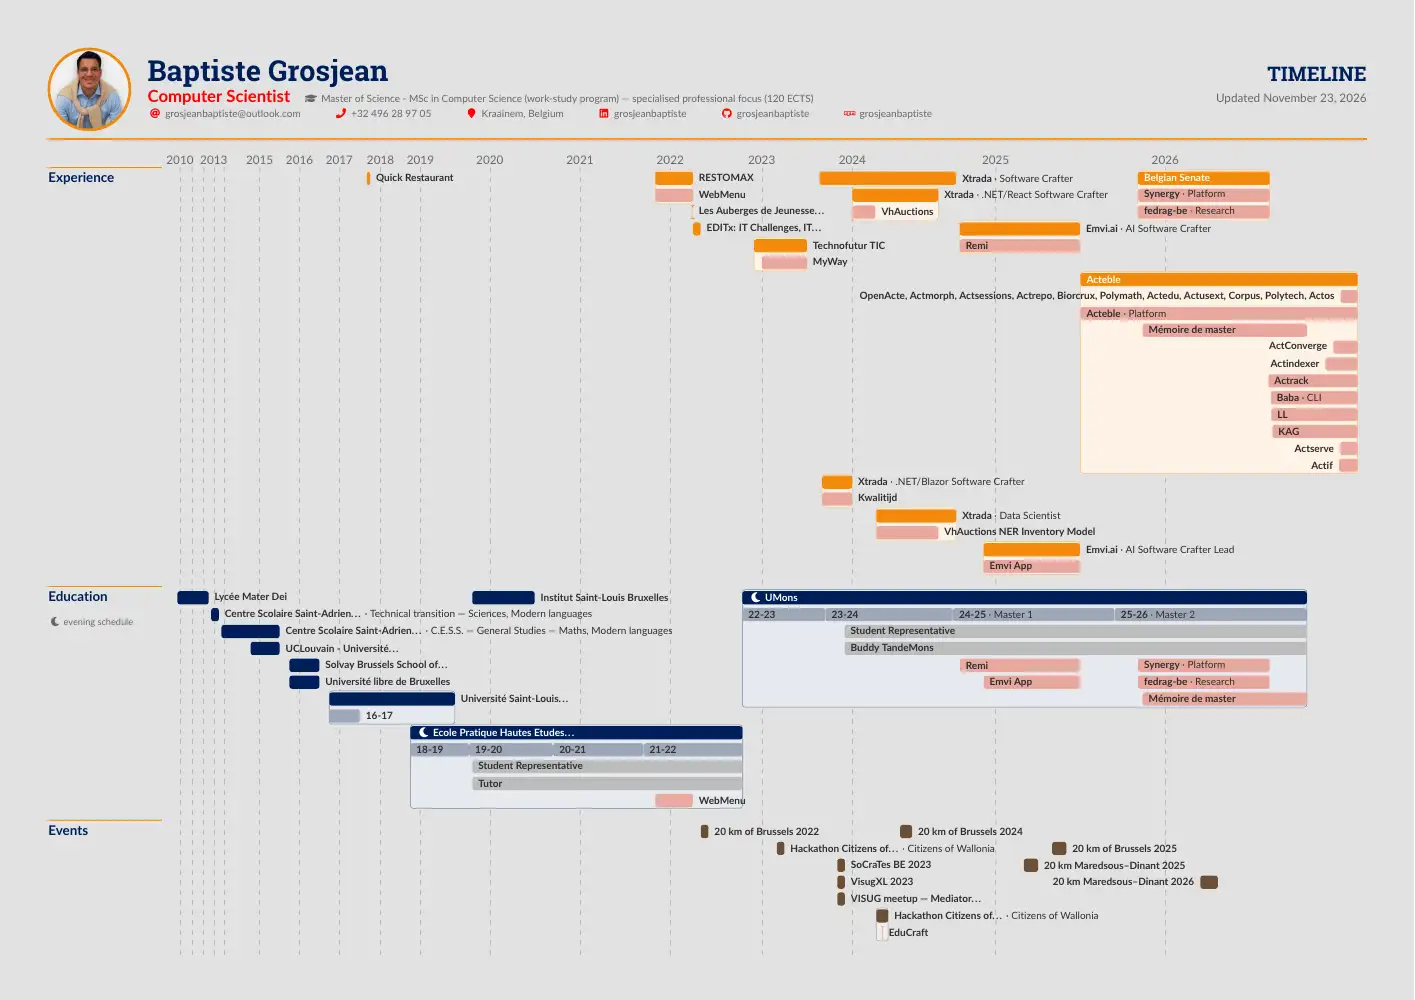 Baptiste Grosjean
TIMELINE
Computer Scientist Master of Science - MSc in Computer Science (work-study program) — specialised professional focus (120 ECTS)
Updated November 23, 2026
grosjeanbaptiste@outlook.com +32 496 28 97 05 Kraainem, Belgium grosjeanbaptiste grosjeanbaptiste grosjeanbaptiste
2010 2013 2015 2016 2017 2018 2019 2020 2021 2022 2023 2024 2025 2026
Experience
Quick Restaurant RESTOMAX Xtrada · Software Crafter Belgian Senate
WebMenu Xtrada · .NET/React Software Crafter Synergy · Platform
Les Auberges de Jeunesse... VhAuctions fedrag-be · Research
EDITx: IT Challenges, IT... Emvi.ai · AI Software Crafter
Technofutur TIC Remi
MyWay
Acteble
OpenActe, Actmorph, Actsessions, Actrepo, Biorcrux, Polymath, Actedu, Actusext, Corpus, Polytech, Actos
Acteble · Platform
Mémoire de master
ActConverge
Actindexer
Actrack
Baba · CLI
LL
KAG
Actserve
Actif
Xtrada · .NET/Blazor Software Crafter
Kwalitijd
Xtrada · Data Scientist
VhAuctions NER Inventory Model
Emvi.ai · AI Software Crafter Lead
Emvi App
Education
Lycée Mater Dei Institut Saint-Louis Bruxelles UMons
evening schedule
Centre Scolaire Saint-Adrien... · Technical transition — Sciences, Modern languages 22-23 23-24 24-25 · Master 1 25-26 · Master 2
Centre Scolaire Saint-Adrien... · C.E.S.S. — General Studies — Maths, Modern languages Student Representative
UCLouvain - Université... Buddy TandeMons
Solvay Brussels School of... Remi Synergy · Platform
Université libre de Bruxelles Emvi App fedrag-be · Research
Université Saint-Louis... Mémoire de master
16-17
Ecole Pratique Hautes Etudes...
18-19 19-20 20-21 21-22
Student Representative
Tutor
WebMenu
Events
20 km of Brussels 2022 20 km of Brussels 2024
Hackathon Citizens of... · Citizens of Wallonia 20 km of Brussels 2025
SoCraTes BE 2023 20 km Maredsous–Dinant 2025
VisugXL 2023 20 km Maredsous–Dinant 2026
VISUG meetup — Mediator...
Hackathon Citizens of... · Citizens of Wallonia
EduCraft